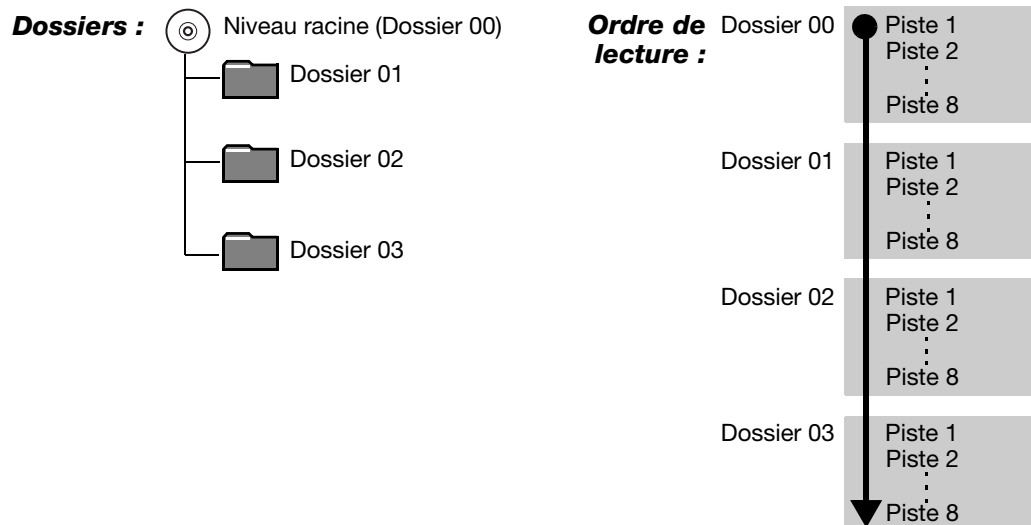 Dossiers :
Niveau racine (Dossier 00)
Dossier 01
Dossier 02
Dossier 03
Ordre de
lecture :
Dossier 00
Piste 1
Piste 2
Piste 8
Dossier 01
Piste 1
Piste 2
Piste 8
Dossier 02
Piste 1
Piste 2
Piste 8
Dossier 03
Piste 1
Piste 2
Piste 8